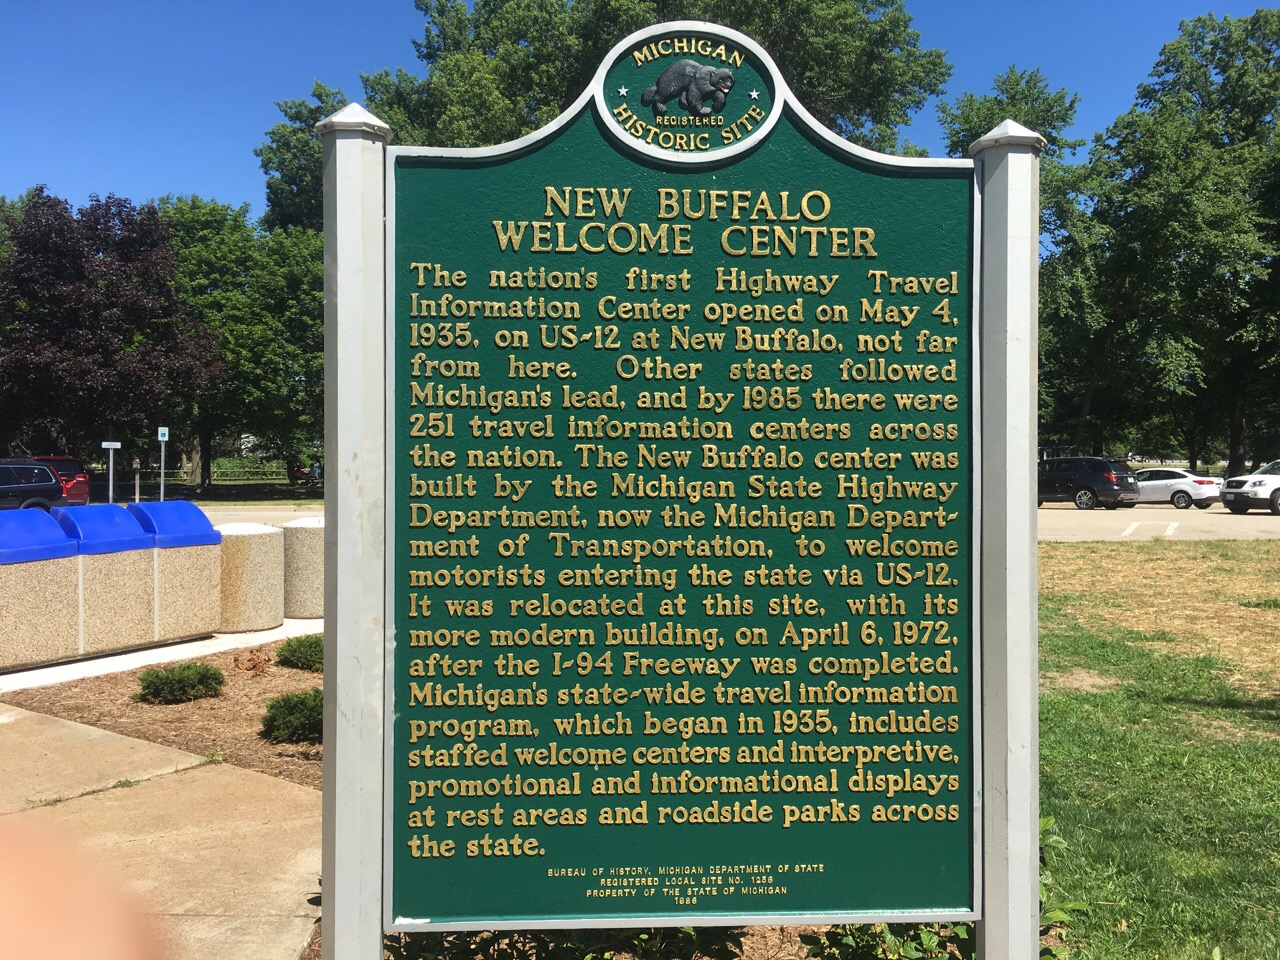 MICHIGAN
REGISTERED
HISTORIC SITE
NEW BUFFALO
WELCOME CENTER
The nation's first Highway Travel
Information Center opened on May 4,
1935, on US-12 at New Buffalo, not far
from here. Other states followed
Michigan's lead, and by 1985 there were
251 travel information centers across
the nation. The New Buffalo center was
built by the Michigan State Highway
Department, now the Michigan Depart-
ment of Transportation, to welcome
motorists entering the state via US-12.
It was relocated at this site, with its
more modern building, on April 6, 1972,
after the I-94 Freeway was completed.
Michigan's state-wide travel information
program, which began in 1935, includes
staffed welcome centers and interpretive,
promotional and informational displays
at rest areas and roadside parks across
the state.
BUREAU OF HISTORY, MICHIGAN DEPARTMENT OF STATE
REGISTERED LOCAL SITE NO. 1256
PROPERTY OF THE STATE OF MICHIGAN
1986